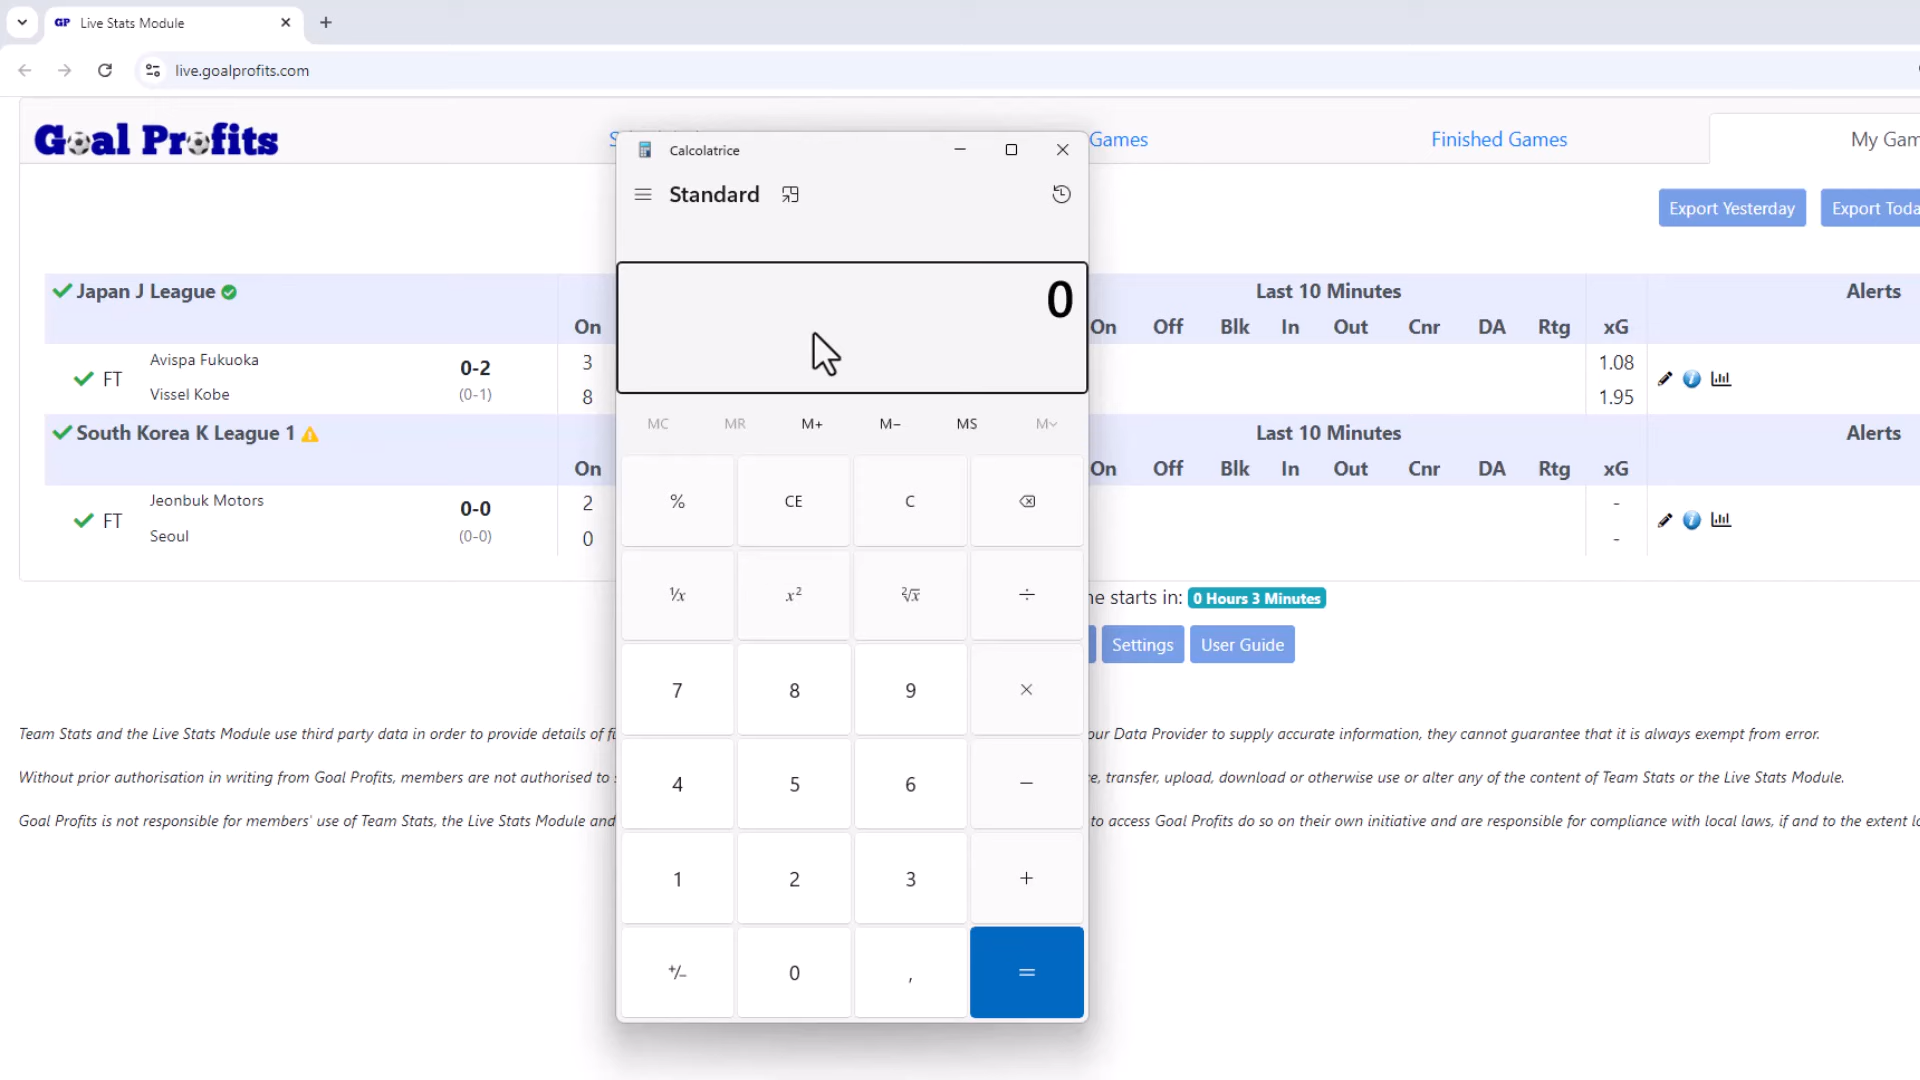 GP Live Stats Module
live.goalprofits.com
Goal Profits
Games
Finished Games
My Gam
Export Yesterday
Export Toda
Calcolatrice
Standard
0
MC MR M+ M− MS M
% CE C
¹/x x² ²√x ÷
7 8 9 ×
4 5 6 −
1 2 3 +
+/− 0 , =
Japan J League
On
Last 10 Minutes
Alerts
On Off Blk In Out Cnr DA Rtg xG
FT
Avispa Fukuoka
Vissel Kobe
0-2
(0-1)
3
8
1.08
1.95
South Korea K League 1
On
Last 10 Minutes
Alerts
On Off Blk In Out Cnr DA Rtg xG
FT
Jeonbuk Motors
Seoul
0-0
(0-0)
2
0
-
-
starts in: 0 Hours 3 Minutes
Settings
User Guide
Team Stats and the Live Stats Module use third party data in order to provide details of
Data Provider to supply accurate information, they cannot guarantee that it is always exempt from error.
Without prior authorisation in writing from Goal Profits, members are not authorised to
transfer, upload, download or otherwise use or alter any of the content of Team Stats or the Live Stats Module.
Goal Profits is not responsible for members' use of Team Stats, the Live Stats Module and
to access Goal Profits do so on their own initiative and are responsible for compliance with local laws, if and to the extent